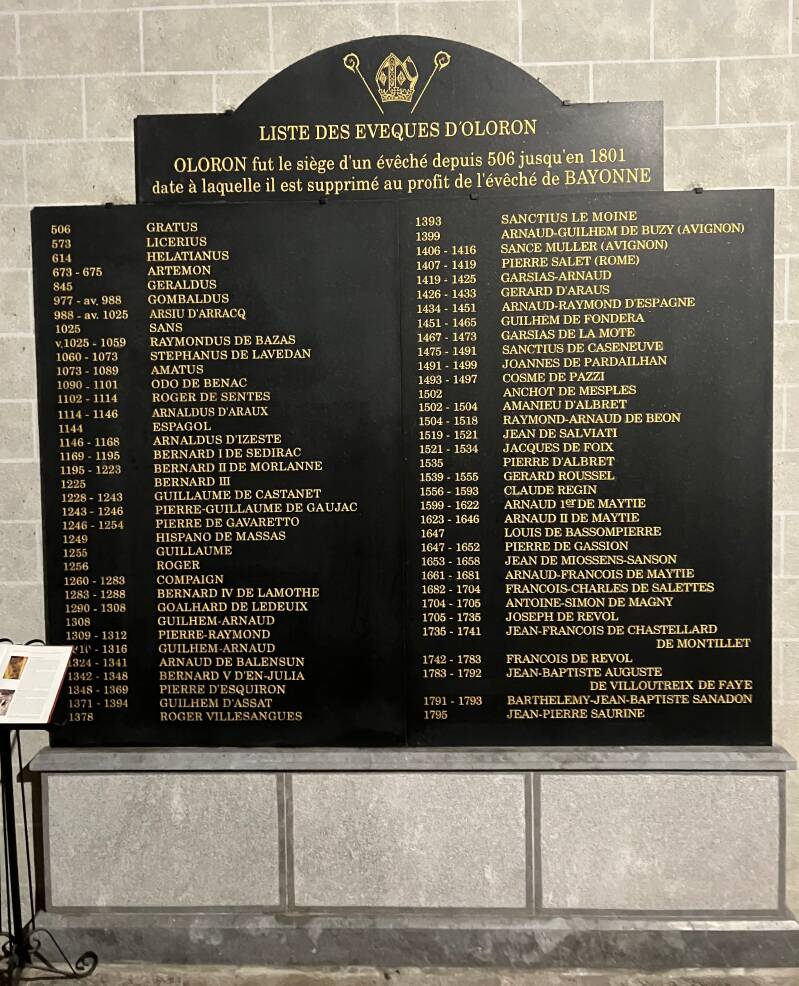 LISTE DES EVEQUES D'OLORON
OLORON fut le siège d'un évêché depuis 506 jusqu'en 1801
date à laquelle il est supprimé au profit de l'évêché de BAYONNE
506 GRATUS
573 LICERIUS
614 HELATIANUS
673 - 675 ARTEMON
845 GERALDUS
977 - av. 988 GOMBALDUS
988 - av. 1025 ARSIU D'ARRACQ
1025 SANS
v.1025 - 1059 RAYMONDUS DE BAZAS
1060 - 1073 STEPHANUS DE LAVEDAN
1073 - 1089 AMATUS
1090 - 1101 ODO DE BENAC
1102 - 1114 ROGER DE SENTES
1114 - 1146 ARNALDUS D'ARAUX
1144 ESPAGOL
1146 - 1168 ARNALDUS D'IZESTE
1169 - 1195 BERNARD I DE SEDIRAC
1195 - 1223 BERNARD II DE MORLANNE
1225 BERNARD III
1228 - 1243 GUILLAUME DE CASTANET
1243 - 1246 PIERRE-GUILLAUME DE GAUJAC
1246 - 1254 PIERRE DE GAVARETTO
1249 HISPANO DE MASSAS
1255 GUILLAUME
1256 ROGER
1260 - 1283 COMPAIGN
1283 - 1288 BERNARD IV DE LAMOTHE
1290 - 1308 GOALHARD DE LEDEUIX
1308 GUILHEM-ARNAUD
1309 - 1312 PIERRE-RAYMOND
- 1316 GUILHEM-ARNAUD
1324 - 1341 ARNAUD DE BALENSUN
1342 - 1348 BERNARD V D'EN-JULIA
1348 - 1369 PIERRE D'ESQUIRON
1371 - 1394 GUILHEM D'ASSAT
1378 ROGER VILLESANGUES
1393 SANCTIUS LE MOINE
1399 ARNAUD-GUILHEM DE BUZY (AVIGNON)
1406 - 1416 SANCE MULLER (AVIGNON)
1407 - 1419 PIERRE SALET (ROME)
1419 - 1425 GARSIAS-ARNAUD
1426 - 1433 GERARD D'ARAUS
1434 - 1451 ARNAUD-RAYMOND D'ESPAGNE
1451 - 1465 GUILHEM DE FONDERA
1467 - 1473 GARSIAS DE LA MOTE
1475 - 1491 SANCTIUS DE CASENEUVE
1491 - 1499 JOANNES DE PARDAILHAN
1493 - 1497 COSME DE PAZZI
1502 ANCHOT DE MESPLES
1502 - 1504 AMANIEU D'ALBRET
1504 - 1518 RAYMOND-ARNAUD DE BEON
1519 - 1521 JEAN DE SALVIATI
1521 - 1534 JACQUES DE FOIX
1535 PIERRE D'ALBRET
1539 - 1555 GERARD ROUSSEL
1556 - 1593 CLAUDE REGIN
1599 - 1622 ARNAUD 1er DE MAYTIE
1623 - 1646 ARNAUD II DE MAYTIE
1647 LOUIS DE BASSOMPIERRE
1647 - 1652 PIERRE DE GASSION
1653 - 1658 JEAN DE MIOSSENS-SANSON
1661 - 1681 ARNAUD-FRANCOIS DE MAYTIE
1682 - 1704 FRANCOIS-CHARLES DE SALETTES
1704 - 1705 ANTOINE-SIMON DE MAGNY
1705 - 1735 JOSEPH DE REVOL
1735 - 1741 JEAN-FRANCOIS DE CHASTELLARD
DE MONTILLET
1742 - 1783 FRANCOIS DE REVOL
1783 - 1792 JEAN-BAPTISTE AUGUSTE
DE VILLOUTREIX DE FAYE
1791 - 1793 BARTHELEMY-JEAN-BAPTISTE SANADON
1795 JEAN-PIERRE SAURINE